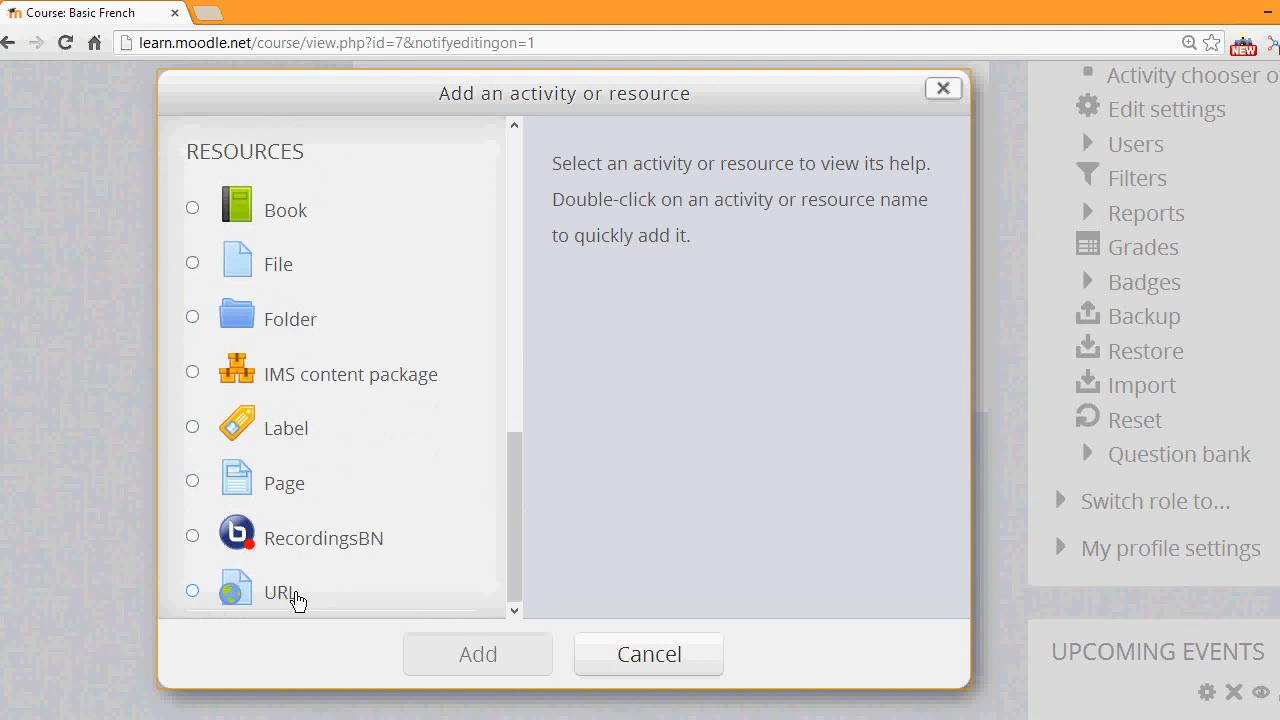 Course: Basic French
learn.moodle.net/course/view.php?id=7&notifyeditingon=1
NEW
Add an activity or resource
RESOURCES
Book
File
Folder
IMS content package
Label
Page
RecordingsBN
URL
Select an activity or resource to view its help.
Double-click on an activity or resource name
to quickly add it.
Add
Cancel
Activity chooser
Edit settings
Users
Filters
Reports
Grades
Badges
Backup
Restore
Import
Reset
Question bank
Switch role to...
My profile settings
UPCOMING EVENTS